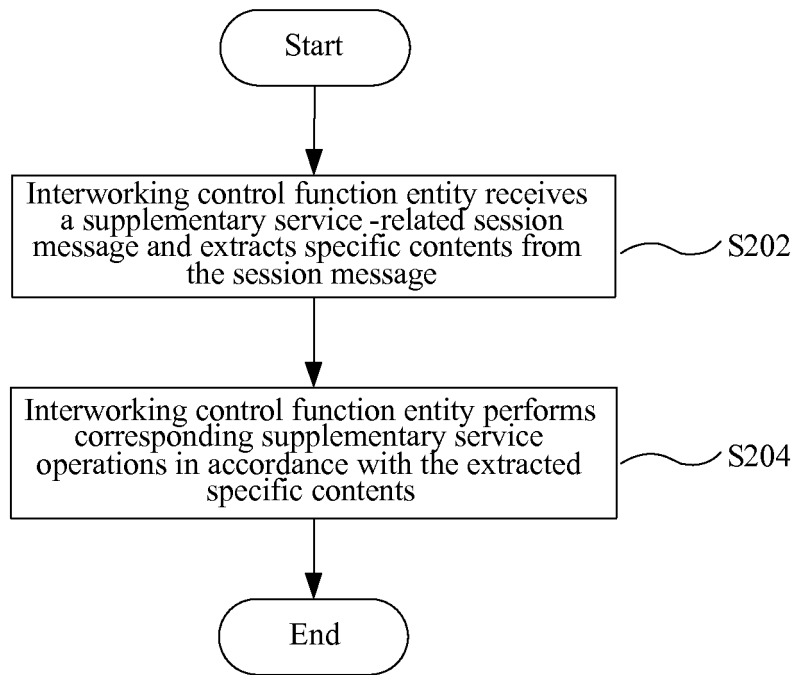 Start
Interworking control function entity receives
a supplementary service -related session
message and extracts specific contents from
the session message
S202
Interworking control function entity performs
corresponding supplementary service
operations in accordance with the extracted
specific contents
S204
End